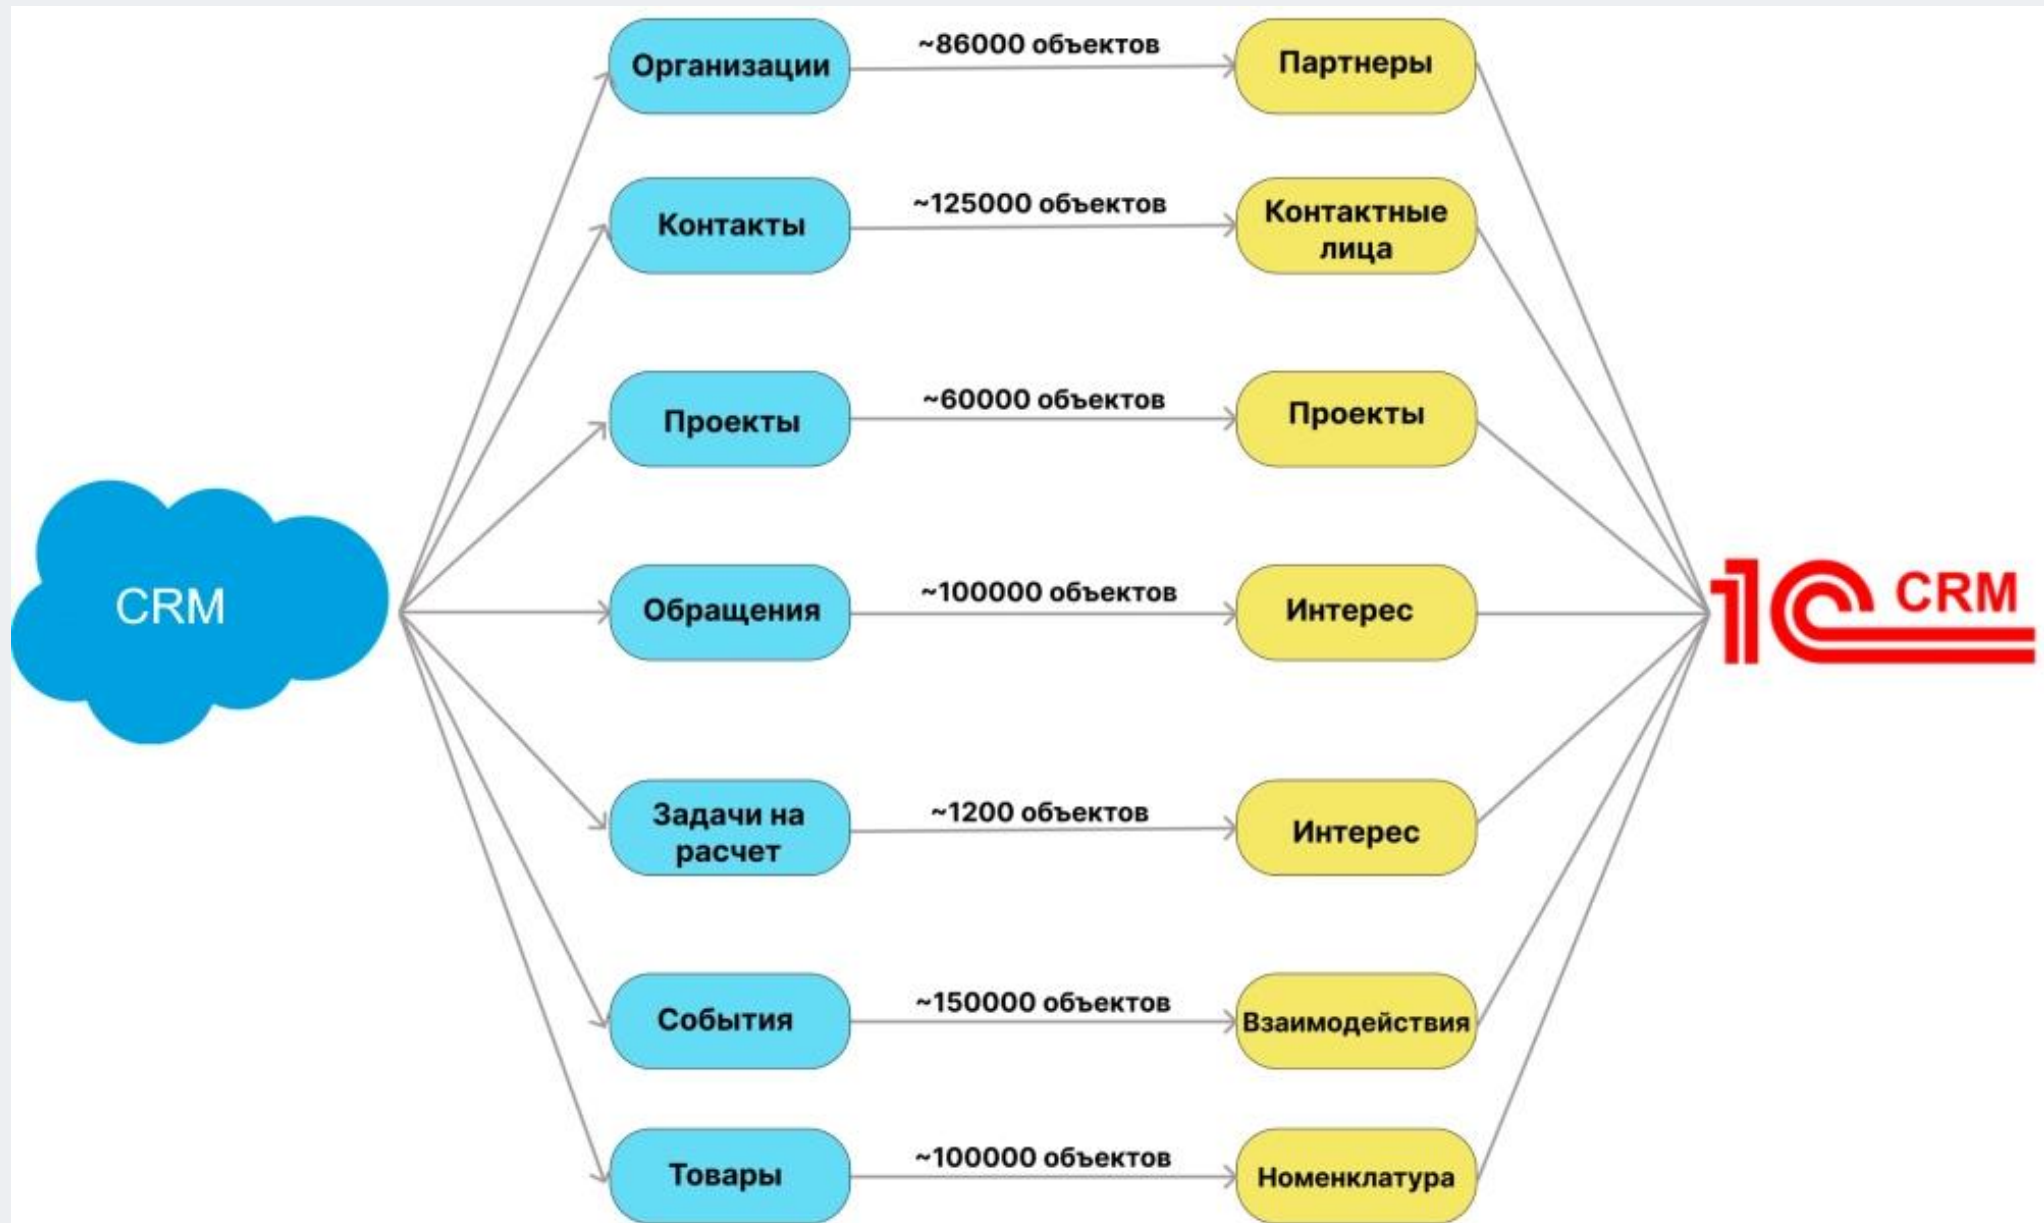 Организации
~86000 объектов
Партнеры
Контакты
~125000 объектов
Контактные
лица
Проекты
~60000 объектов
Проекты
CRM
Обращения
~100000 объектов
Интерес
1С CRM
Задачи на
расчет
~1200 объектов
Интерес
События
~150000 объектов
Взаимодействия
Товары
~100000 объектов
Номенклатура